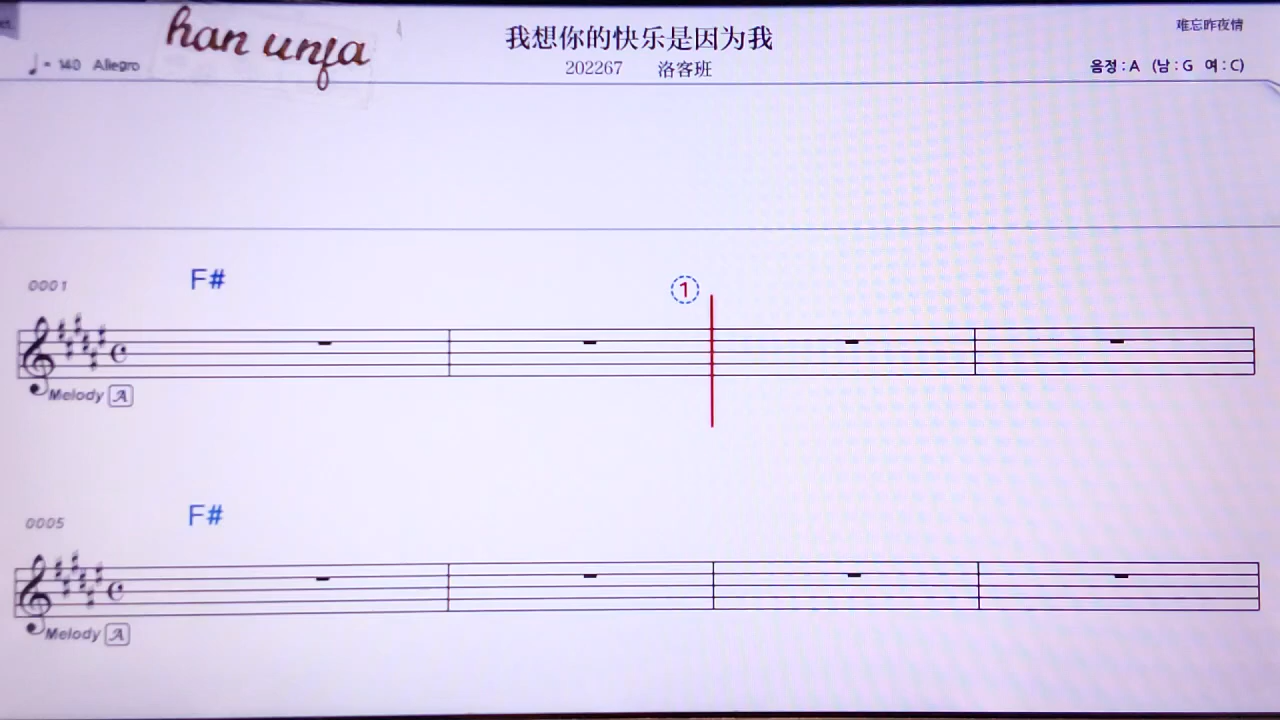 han unfa
我想你的快乐是因为我
难忘昨夜情
♩= 140 Allegro
202267 洛客班
음정 : A (남 : G 여 : C)
0001
F#
1
Melody A
0005
F#
Melody A